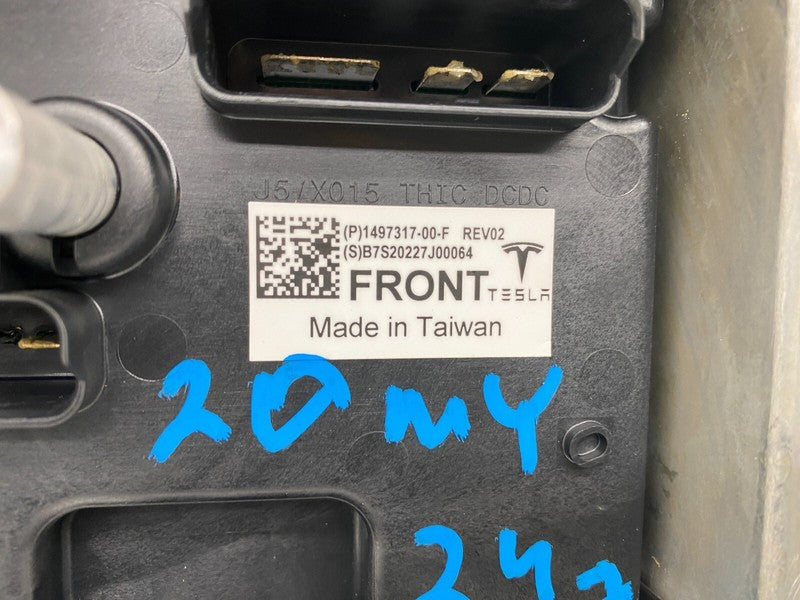 J5/X015 THIC DCDC
(P)1497317-00-F REV02
(S)B7S20227J00064
FRONT TESLA
Made in Taiwan
20 MY